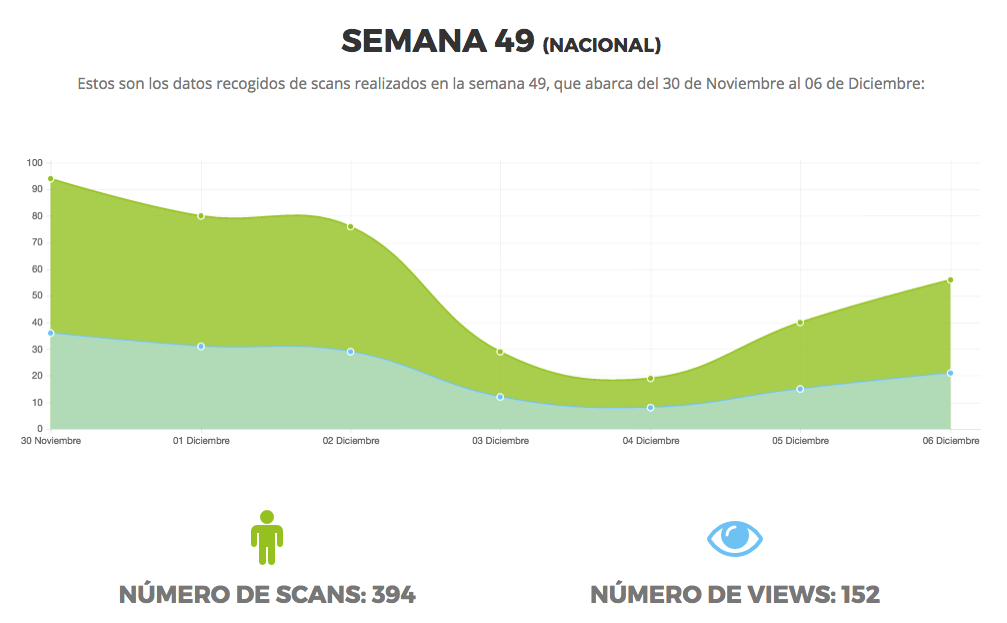 SEMANA 49 (NACIONAL)
Estos son los datos recogidos de scans realizados en la semana 49, que abarca del 30 de Noviembre al 06 de Diciembre:
100
90
80
70
60
50
40
30
20
10
0
30 Noviembre 01 Diciembre 02 Diciembre 03 Diciembre 04 Diciembre 05 Diciembre 06 Diciembre
NÚMERO DE SCANS: 394 NÚMERO DE VIEWS: 152